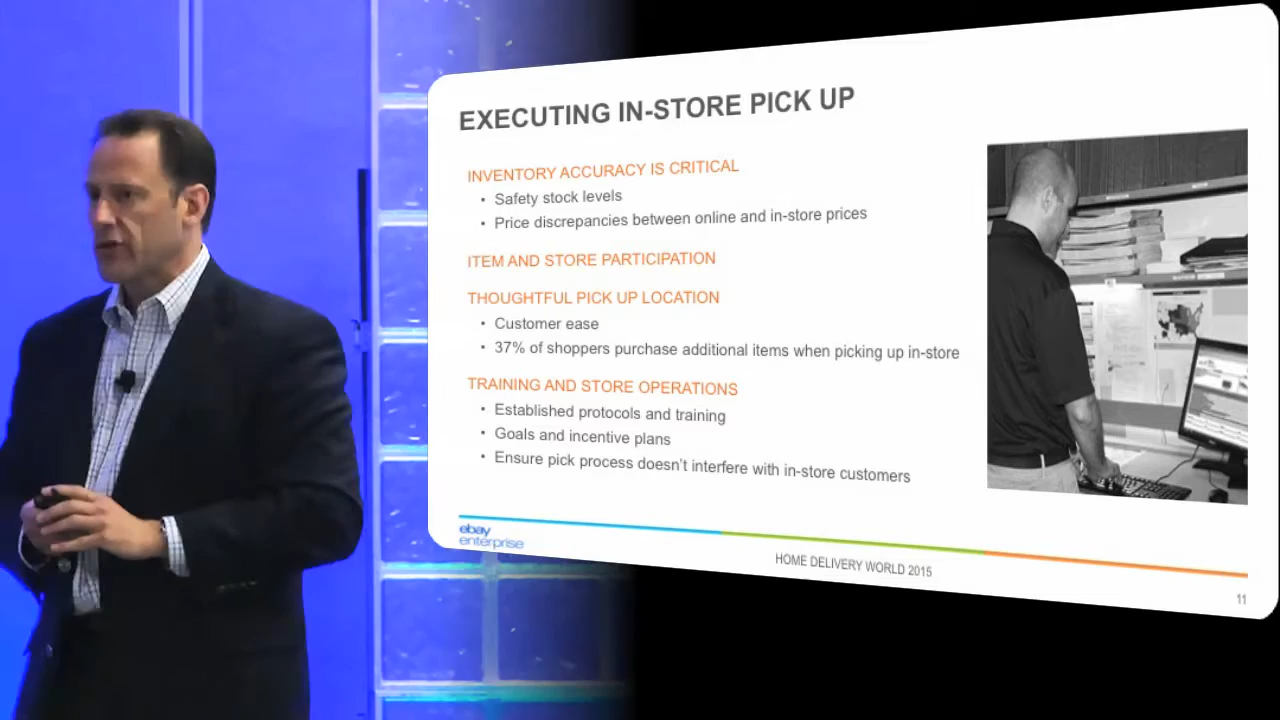 EXECUTING IN-STORE PICK UP
INVENTORY ACCURACY IS CRITICAL
• Safety stock levels
• Price discrepancies between online and in-store prices
ITEM AND STORE PARTICIPATION
THOUGHTFUL PICK UP LOCATION
• Customer ease
• 37% of shoppers purchase additional items when picking up in-store
TRAINING AND STORE OPERATIONS
• Established protocols and training
• Goals and incentive plans
• Ensure pick process doesn't interfere with in-store customers
ebay
enterprise
HOME DELIVERY WORLD 2015
11